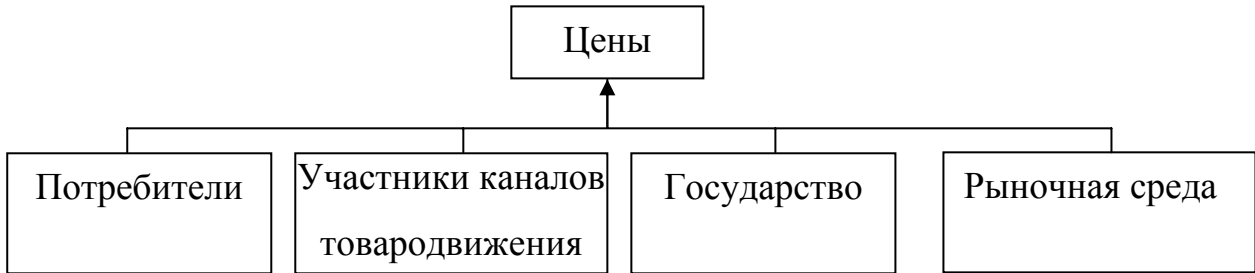 Цены
Потребители
Участники каналов
товародвижения
Государство
Рыночная среда